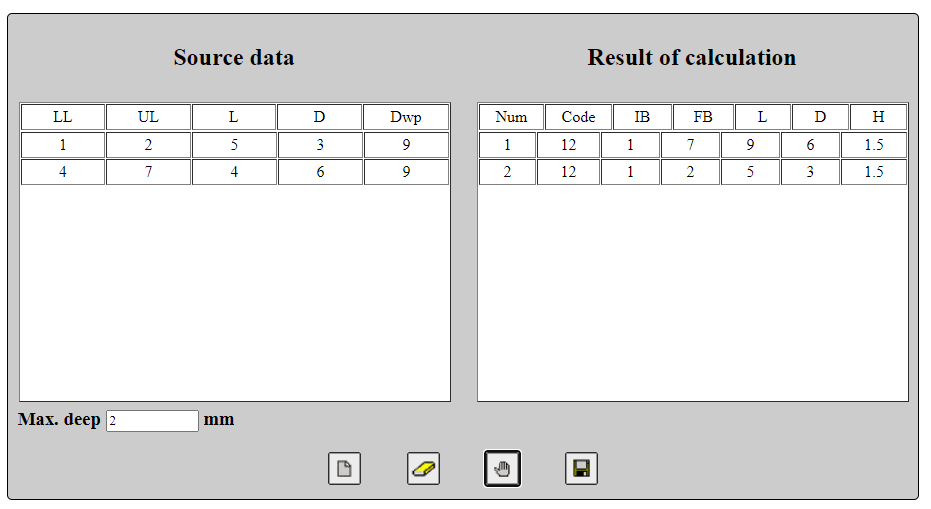 Source data
LL UL L D Dwp
1 2 5 3 9
4 7 4 6 9
Max. deep 2 mm
Result of calculation
Num Code IB FB L D H
1 12 1 7 9 6 1.5
2 12 1 2 5 3 1.5